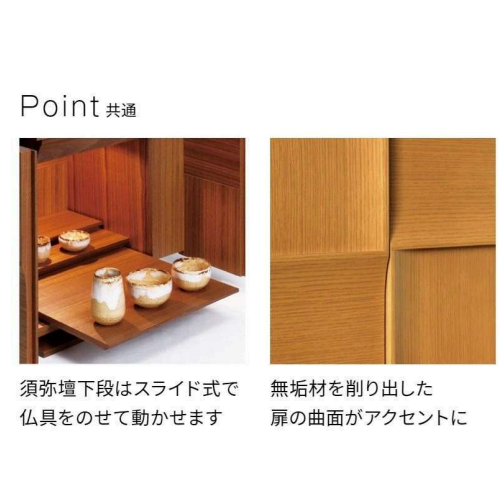 Point 共通
須弥壇下段はスライド式で
仏具をのせて動かせます
無垢材を削り出した
扉の曲面がアクセントに